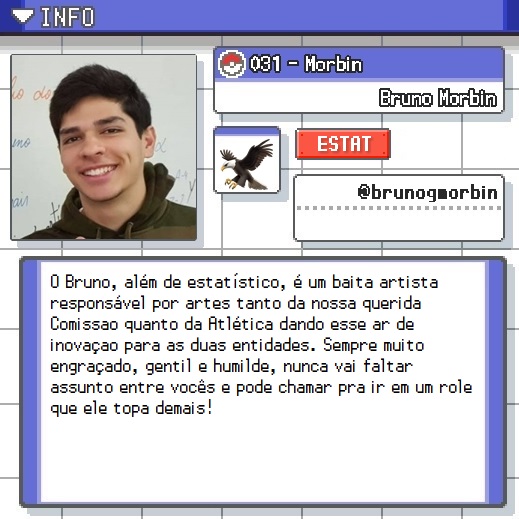 INFO
031 - Morbin
Bruno Morbin
ESTAT
@brunogmorbin
O Bruno, além de estatístico, é um baita artista
responsável por artes tanto da nossa querida
Comissao quanto da Atlética dando esse ar de
inovaçao para as duas entidades. Sempre muito
engraçado, gentil e humilde, nunca vai faltar
assunto entre vocês e pode chamar pra ir em um role
que ele topa demais!